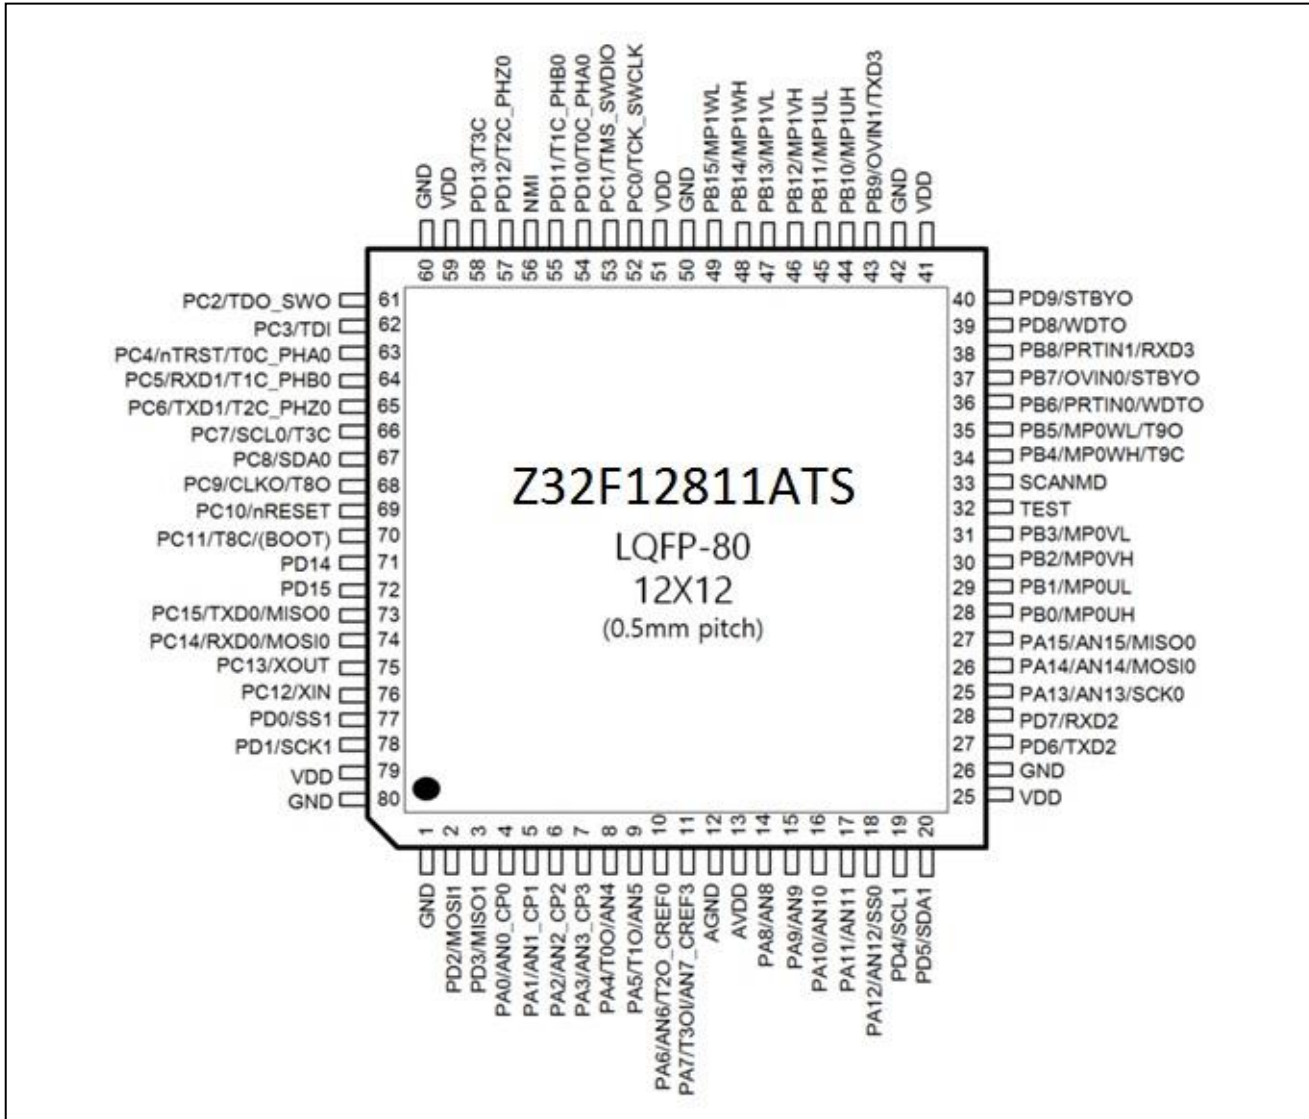 GND
VDD
PD13/T3C
PD12/T2C_PHZ0
NMI
PD11/T1C_PHB0
PD10/T0C_PHA0
PC1/TMS_SWDIO
PC0/TCK_SWCLK
VDD
GND
PB15/MP1WL
PB14/MP1WH
PB13/MP1VL
PB12/MP1VH
PB11/MP1UL
PB10/MP1UH
PB9/OVIN1/TXD3
GND
VDD
60 59 58 57 56 55 54 53 52 51 50 49 48 47 46 45 44 43 42 41
PC2/TDO_SWO 61
PC3/TDI 62
PC4/nTRST/T0C_PHA0 63
PC5/RXD1/T1C_PHB0 64
PC6/TXD1/T2C_PHZ0 65
PC7/SCL0/T3C 66
PC8/SDA0 67
PC9/CLKO/T8O 68
PC10/nRESET 69
PC11/T8C/(BOOT) 70
PD14 71
PD15 72
PC15/TXD0/MISO0 73
PC14/RXD0/MOSI0 74
PC13/XOUT 75
PC12/XIN 76
PD0/SS1 77
PD1/SCK1 78
VDD 79
GND 80
Z32F12811ATS
LQFP-80
12X12
(0.5mm pitch)
40 PD9/STBYO
39 PD8/WDTO
38 PB8/PRTIN1/RXD3
37 PB7/OVIN0/STBYO
36 PB6/PRTIN0/WDTO
35 PB5/MP0WL/T9O
34 PB4/MP0WH/T9C
33 SCANMD
32 TEST
31 PB3/MP0VL
30 PB2/MP0VH
29 PB1/MP0UL
28 PB0/MP0UH
27 PA15/AN15/MISO0
26 PA14/AN14/MOSI0
25 PA13/AN13/SCK0
28 PD7/RXD2
27 PD6/TXD2
26 GND
25 VDD
1 2 3 4 5 6 7 8 9 10 11 12 13 14 15 16 17 18 19 20
GND
PD2/MOSI1
PD3/MISO1
PA0/AN0_CP0
PA1/AN1_CP1
PA2/AN2_CP2
PA3/AN3_CP3
PA4/T0O/AN4
PA5/T1O/AN5
PA6/AN6/T2O_CREF0
PA7/T3OI/AN7_CREF3
AGND
AVDD
PA8/AN8
PA9/AN9
PA10/AN10
PA11/AN11
PA12/AN12/SS0
PD4/SCL1
PD5/SDA1